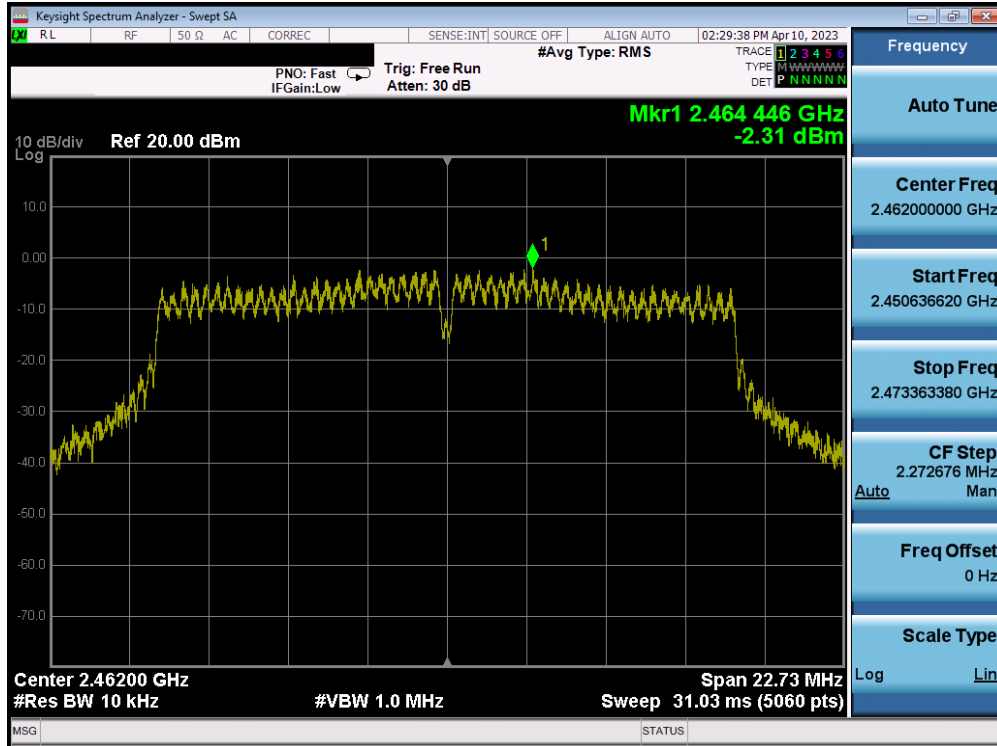 Keysight Spectrum Analyzer - Swept SA
LXI RL RF 50 Ω AC CORREC SENSE:INT SOURCE OFF ALIGN AUTO 02:29:38 PM Apr 10, 2023
#Avg Type: RMS
TRACE 1 2 3 4 5 6
PNO: Fast Trig: Free Run
TYPE M W W W W W
IFGain:Low Atten: 30 dB
DET P N N N N N
Mkr1 2.464 446 GHz
-2.31 dBm
10 dB/div Ref 20.00 dBm
Log
1
10.0
0.00
-10.0
-20.0
-30.0
-40.0
-50.0
-60.0
-70.0
Center 2.46200 GHz Span 22.73 MHz
#Res BW 10 kHz #VBW 1.0 MHz Sweep 31.03 ms (5060 pts)
MSG STATUS
Frequency
Auto Tune
Center Freq
2.462000000 GHz
Start Freq
2.450636620 GHz
Stop Freq
2.473363380 GHz
CF Step
2.272676 MHz
Auto Man
Freq Offset
0 Hz
Scale Type
Log Lin